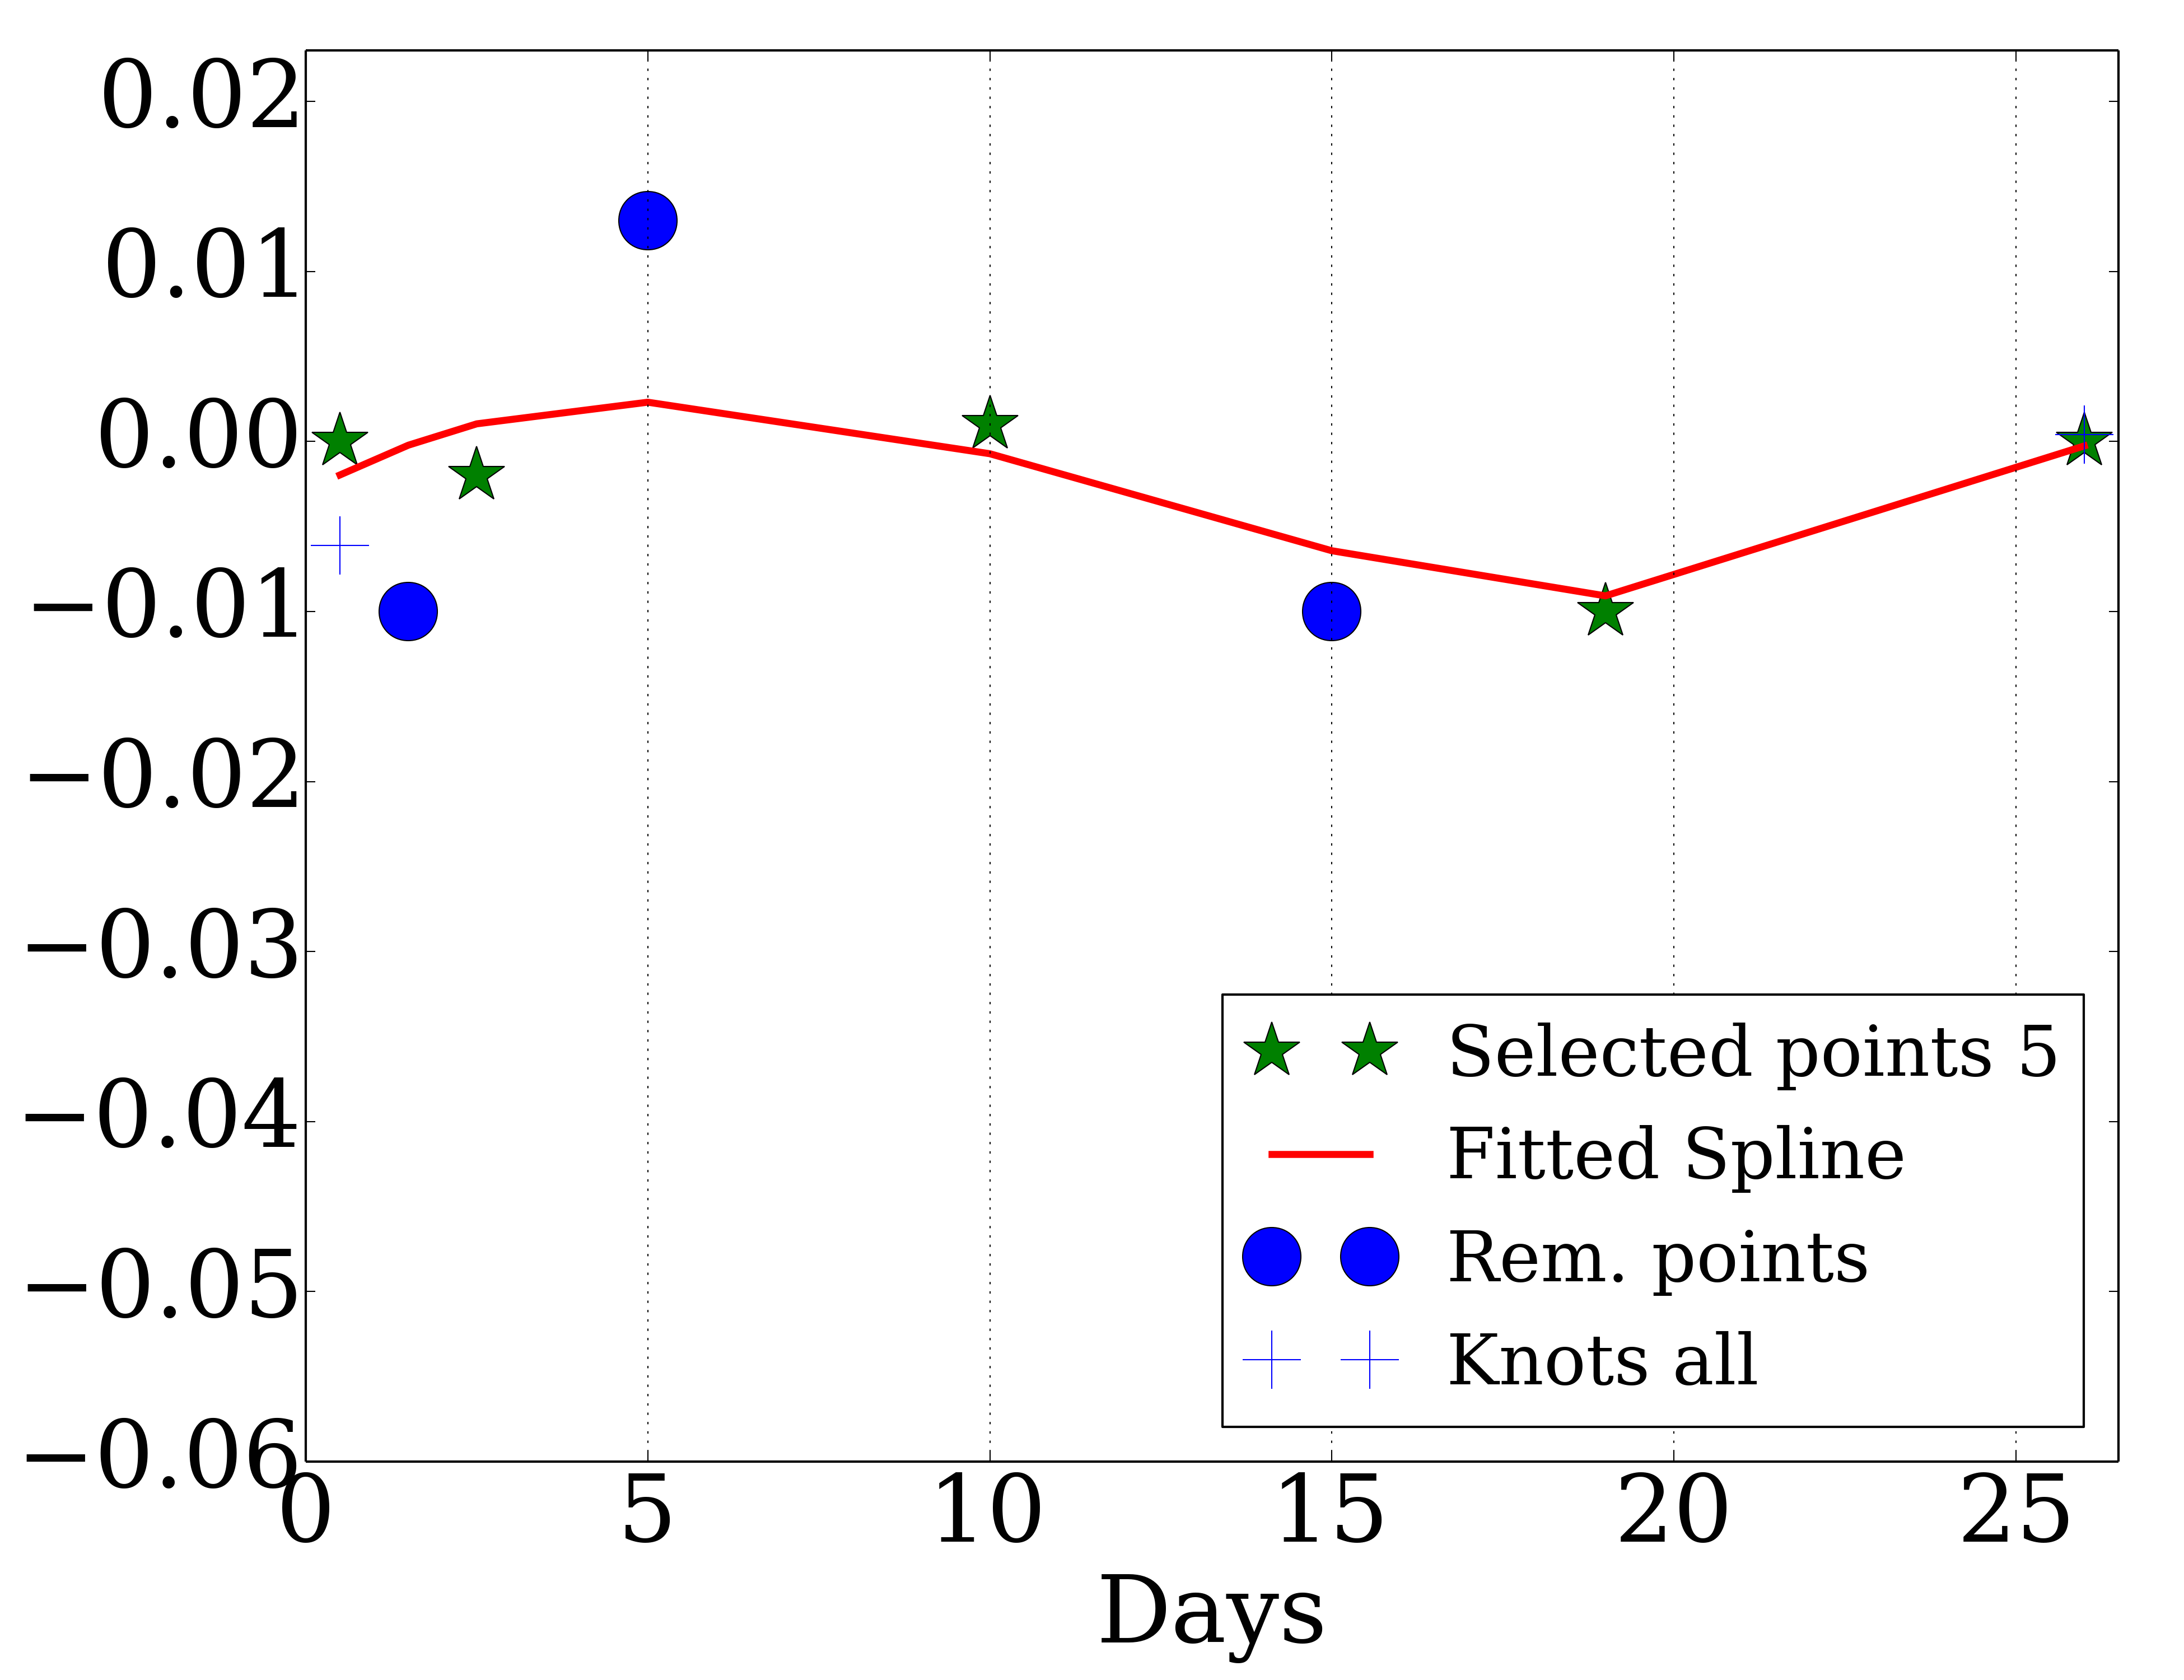 0.02
0.01
0.00
−0.01
−0.02
−0.03
−0.04
−0.05
−0.06
Selected points 5
Fitted Spline
Rem. points
Knots all
0 5 10 15 20 25
Days